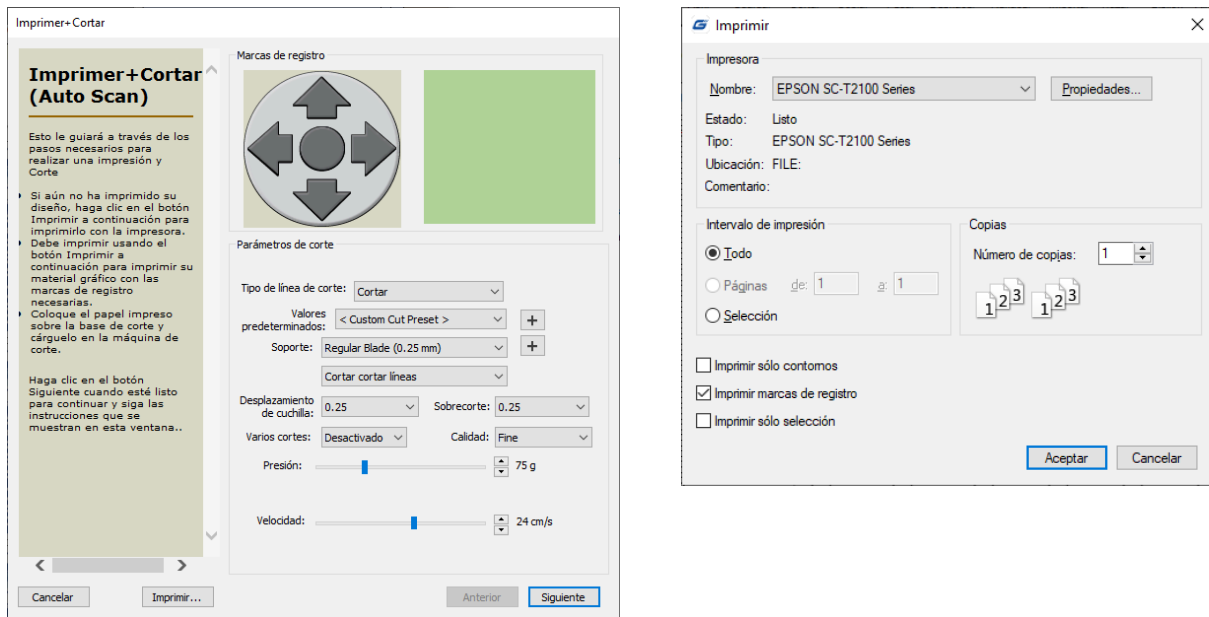 Imprimer+Cortar
Imprimer+Cortar
(Auto Scan)
Esto le guiará a través de los
pasos necesarios para
realizar una impresión y
Corte
Si aún no ha imprimido su
diseño, haga clic en el botón
Imprimir a continuación para
imprimirlo con la impresora.
Debe imprimir usando el
botón Imprimir a
continuación para imprimir su
material gráfico con las
marcas de registro
necesarias.
Coloque el papel impreso
sobre la base de corte y
cárguelo en la máquina de
corte.
Haga clic en el botón
Siguiente cuando esté listo
para continuar y siga las
instrucciones que se
muestran en esta ventana..
Marcas de registro
Parámetros de corte
Tipo de línea de corte: Cortar
Valores
predeterminados: < Custom Cut Preset > +
Soporte: Regular Blade (0.25 mm) +
Cortar cortar líneas
Desplazamiento
de cuchilla: 0.25 Sobrecorte: 0.25
Varios cortes: Desactivado Calidad: Fine
Presión: 75 g
Velocidad: 24 cm/s
Cancelar Imprimir... Anterior Siguiente
Imprimir
Impresora
Nombre: EPSON SC-T2100 Series Propiedades...
Estado: Listo
Tipo: EPSON SC-T2100 Series
Ubicación: FILE:
Comentario:
Intervalo de impresión
Todo
Páginas de: 1 a: 1
Selección
Copias
Número de copias: 1
1 2 3 1 2 3
Imprimir sólo contornos
Imprimir marcas de registro
Imprimir sólo selección
Aceptar Cancelar